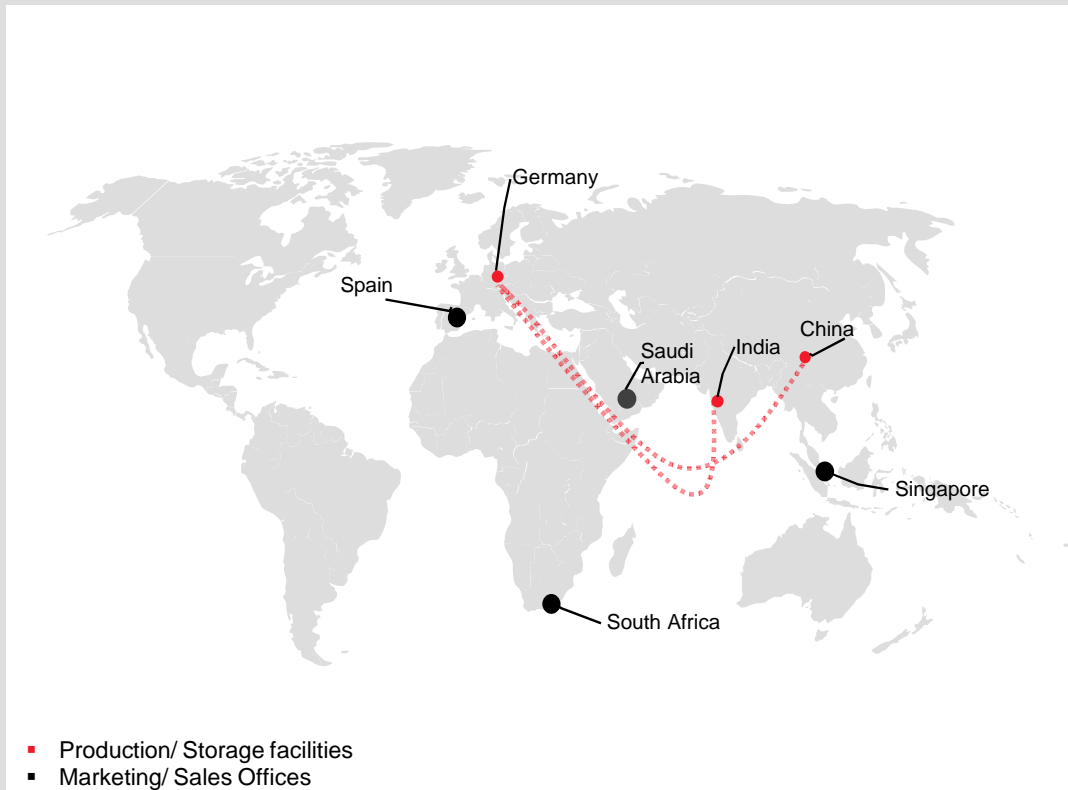 Germany
Spain
China
Saudi
Arabia
India
Singapore
South Africa
Production/ Storage facilities
Marketing/ Sales Offices